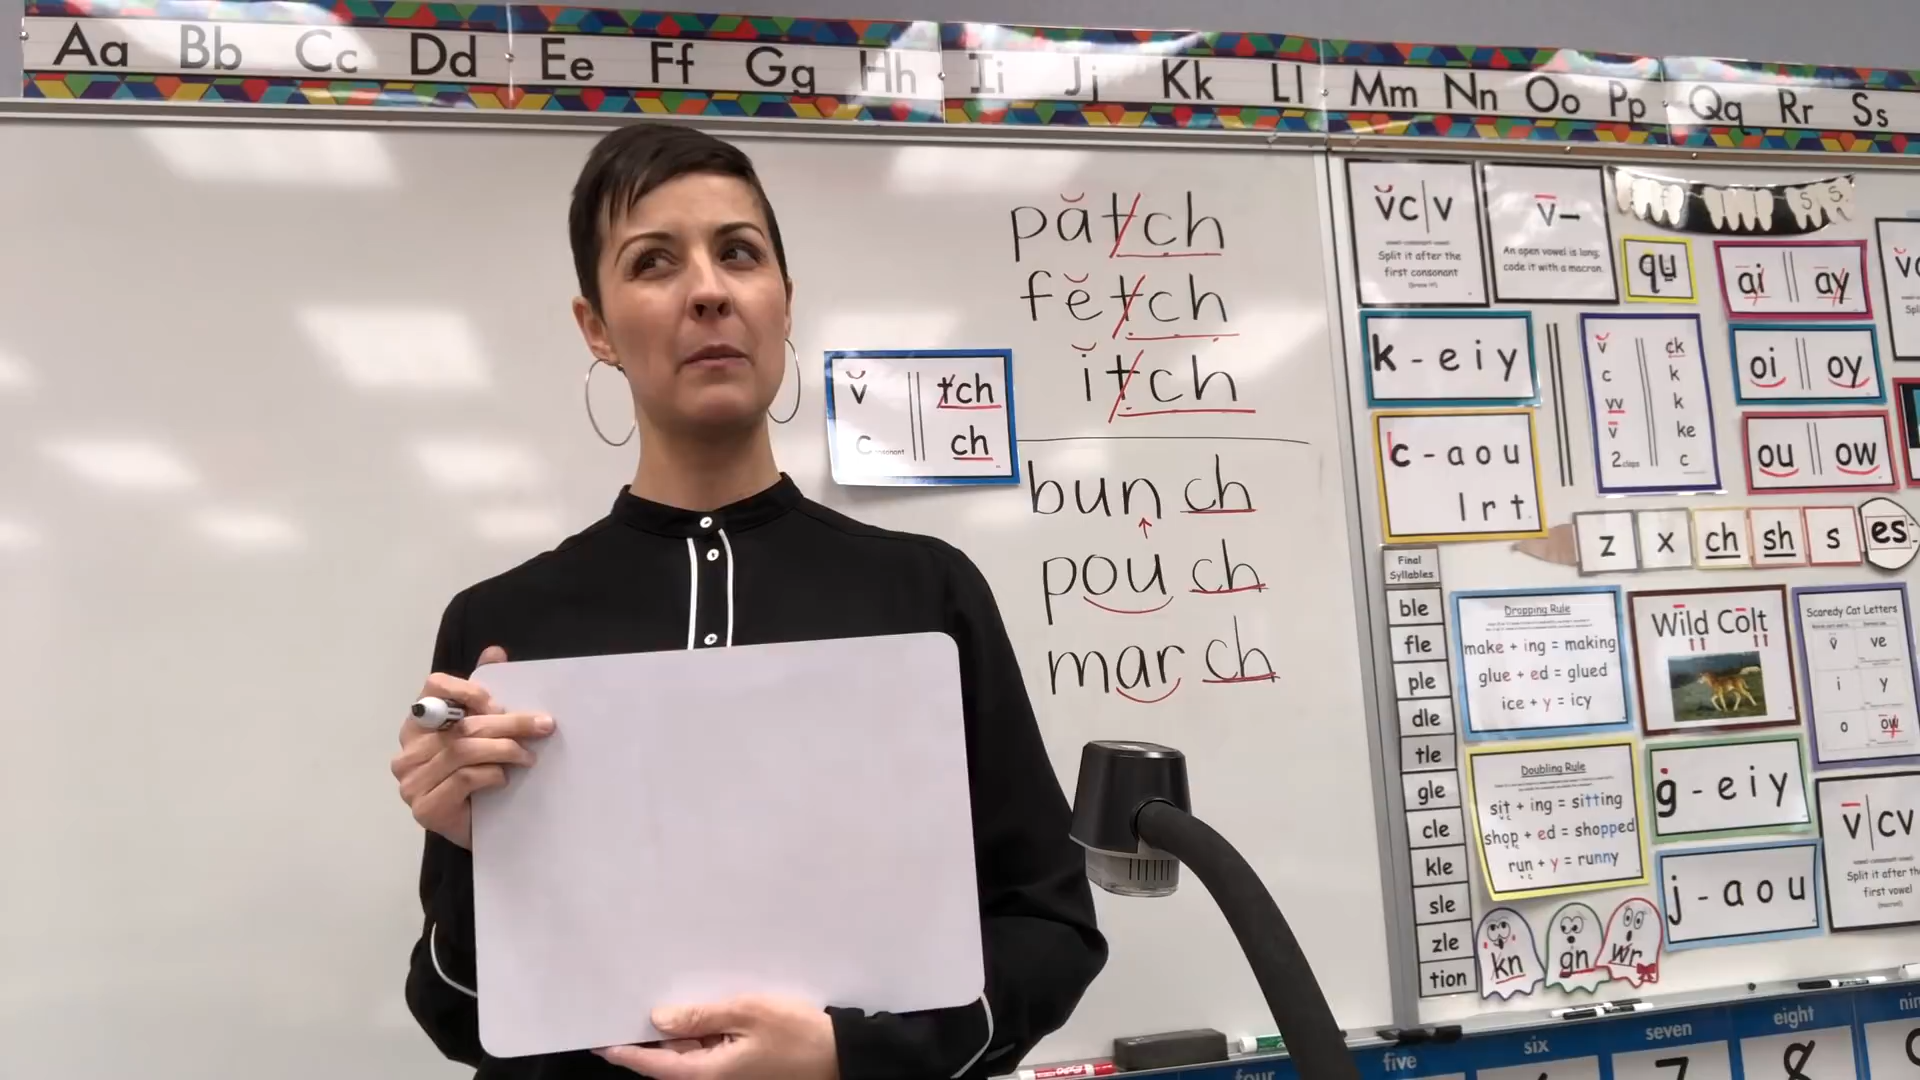 Aa Bb Cc Dd Ee Ff Gg Hh Ii Jj Kk Ll Mm Nn Oo Pp Qq Rr Ss
pătch
fĕtch
ĭtch
v̆ tch
c ch
bunch
pouch
march
v̆c|v
Split it after the
first consonant
v̄–
An open vowel is long;
code it with a macron.
qu
ai ay
k - e i y
c - a o u
l r t
v̆ ck
c k
vv k
v̄ ke
2 claps c
oi oy
ou ow
z x ch sh s es
Final
Syllables
ble
fle
ple
dle
tle
gle
cle
kle
sle
zle
tion
Dropping Rule
make + ing = making
glue + ed = glued
ice + y = icy
Wild Colt
Scaredy Cat Letters
v̄ ve
i y
o ow
Doubling Rule
sit + ing = sitting
shop + ed = shopped
run + y = runny
g - e i y
j - a o u
v̄|cv
Split it after the
first vowel
kn gn wr
four five six seven eight
7 8